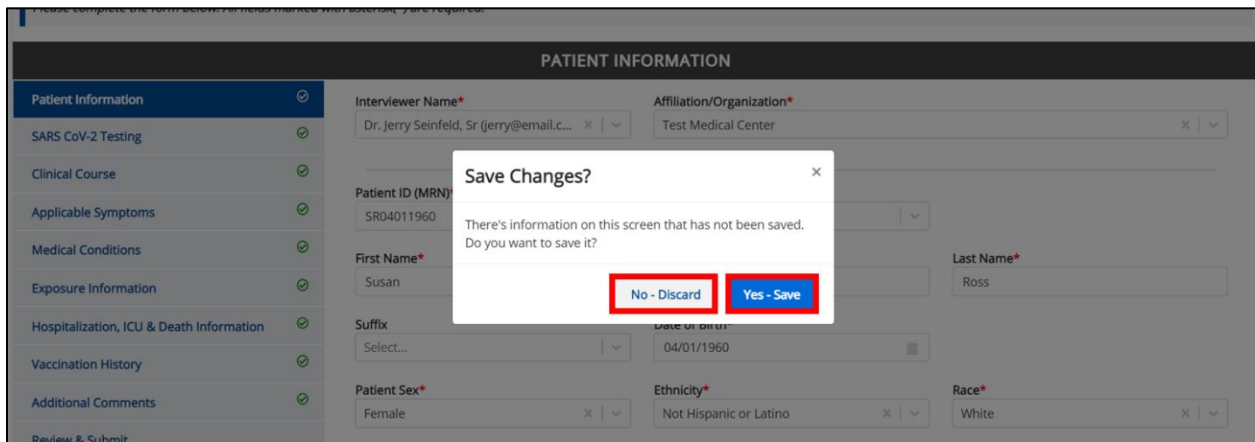 Please complete the form below. All fields marked with asterisk(*) are required.
PATIENT INFORMATION
Patient Information
SARS CoV-2 Testing
Clinical Course
Applicable Symptoms
Medical Conditions
Exposure Information
Hospitalization, ICU & Death Information
Vaccination History
Additional Comments
Review & Submit
Interviewer Name* Affiliation/Organization*
Dr. Jerry Seinfeld, Sr (jerry@email.c... Test Medical Center
Patient ID (MRN)*
SR04011960
First Name* Last Name*
Susan Ross
Suffix Date of Birth*
Select... 04/01/1960
Patient Sex* Ethnicity* Race*
Female Not Hispanic or Latino White
Save Changes?
There's information on this screen that has not been saved.
Do you want to save it?
No - Discard Yes - Save